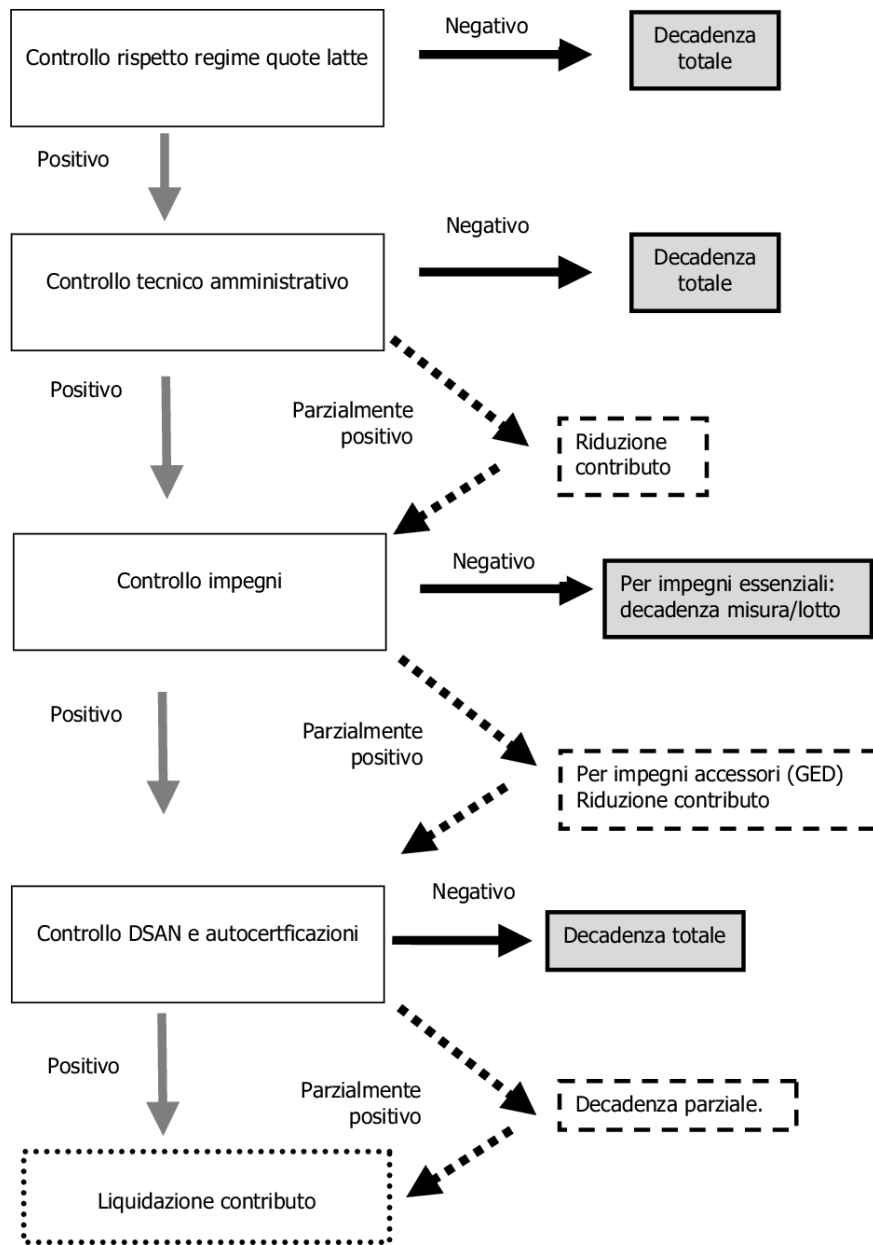 Controllo rispetto regime quote latte
Negativo
Decadenza
totale
Positivo
Controllo tecnico amministrativo
Negativo
Decadenza
totale
Positivo
Parzialmente
positivo
Riduzione
contributo
Controllo impegni
Negativo
Per impegni essenziali:
decadenza misura/lotto
Positivo
Parzialmente
positivo
Per impegni accessori (GED)
Riduzione contributo
Controllo DSAN e autocertficazioni
Negativo
Decadenza totale
Positivo
Parzialmente
positivo
Decadenza parziale.
Liquidazione contributo